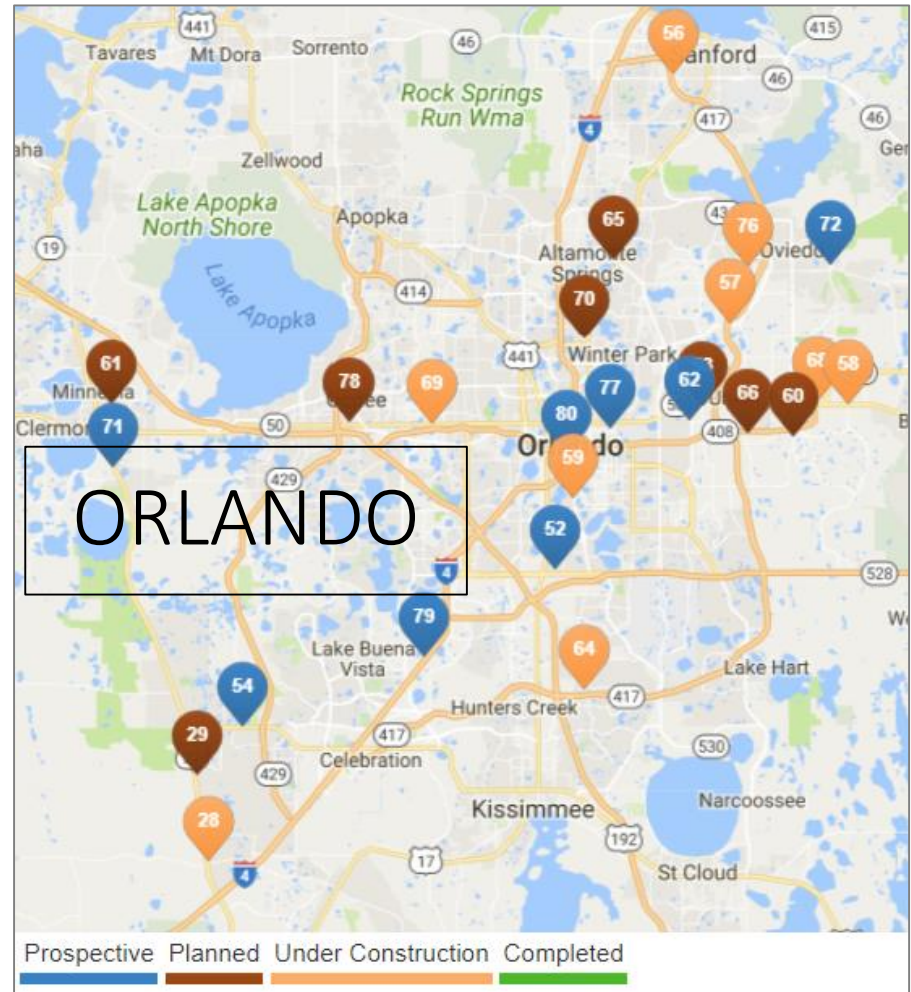 441
415
56
Tavares
Mt Dora
Sorrento
46
anford
46
Rock Springs
Run Wma
417
46
4
Zellwood
Lake Apopka
North Shore
Apopka
65
76
72
19
Altamonte
Springs
Oviedo
Lake Apopka
414
57
70
441
Winter Park
61
78
69
62
77
68
58
66
60
Minneola
80
50
Clermont
71
Orlando
408
59
429
ORLANDO
52
4
528
79
Lake Buena
Vista
64
Lake Hart
54
417
Hunters Creek
29
417
530
Celebration
429
28
Kissimmee
Narcoossee
192
17
4
St Cloud
Prospective Planned Under Construction Completed